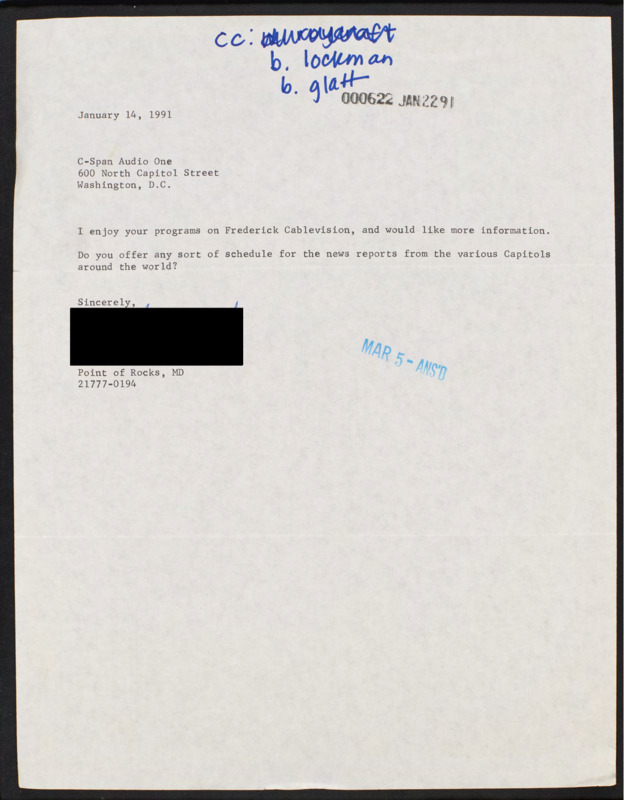 cc:
b. lockman
b. glatt
000622 JAN 22 91
January 14, 1991
C-Span Audio One
600 North Capitol Street
Washington, D.C.
I enjoy your programs on Frederick Cablevision, and would like more information.
Do you offer any sort of schedule for the news reports from the various Capitols
around the world?
Sincerely,
MAR 5 - ANS'D
Point of Rocks, MD
21777-0194